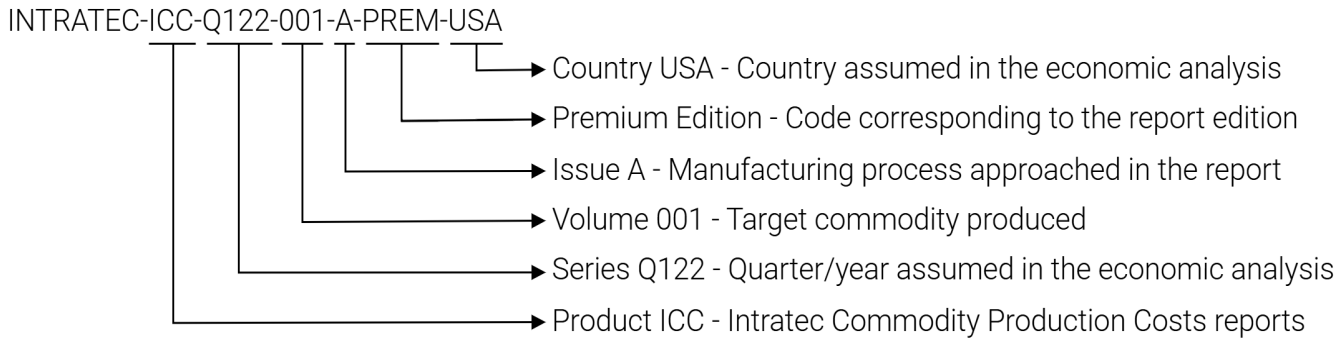 INTRATEC-ICC-Q122-001-A-PREM-USA
Country USA - Country assumed in the economic analysis
Premium Edition - Code corresponding to the report edition
Issue A - Manufacturing process approached in the report
Volume 001 - Target commodity produced
Series Q122 - Quarter/year assumed in the economic analysis
Product ICC - Intratec Commodity Production Costs reports